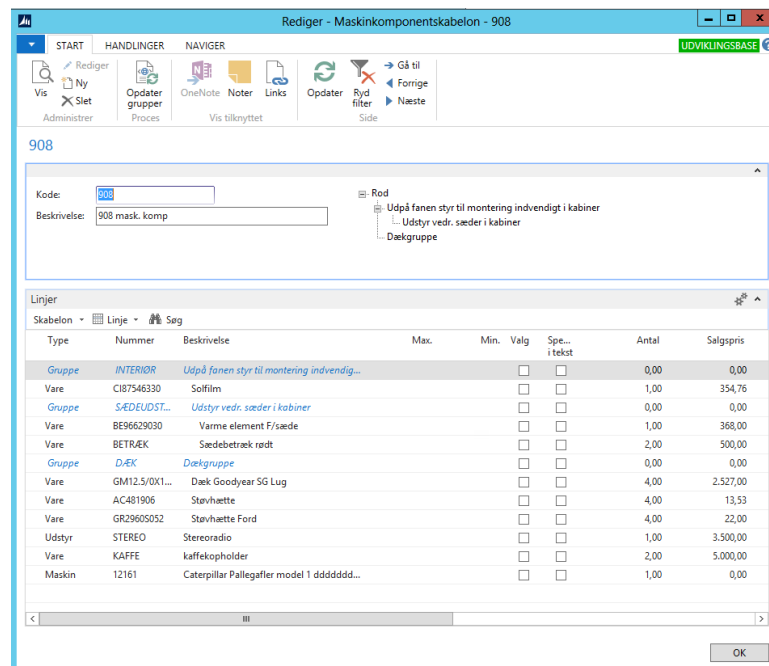 Rediger - Maskinkomponentskabelon - 908
START HANDLINGER NAVIGER UDVIKLINGSBASE
Vis Rediger Ny Slet
Administrer
Opdater grupper
Proces
OneNote Noter Links
Vis tilknyttet
Opdater Ryd filter Gå til Forrige Næste
Side
908
Kode: 908
Beskrivelse: 908 mask. komp
Rod
Udpå fanen styr til montering indvendigt i kabiner
Udstyr vedr. sæder i kabiner
Dækgruppe
Linjer
Skabelon Linje Søg
Type Nummer Beskrivelse Max. Min. Valg Spe... i tekst Antal Salgspris
Gruppe INTERIØR Udpå fanen styr til montering indvendig... 0,00 0,00
Vare CI87546330 Solfilm 1,00 354,76
Gruppe SÆDEUDST... Udstyr vedr. sæder i kabiner 0,00 0,00
Vare BE96629030 Varme element F/sæde 1,00 368,00
Vare BETRÆK Sædebetræk rødt 2,00 500,00
Gruppe DÆK Dækgruppe 0,00 0,00
Vare GM12.5/0X1... Dæk Goodyear SG Lug 4,00 2.527,00
Vare AC481906 Støvhætte 4,00 13,53
Vare GR2960S052 Støvhætte Ford 4,00 22,00
Udstyr STEREO Stereoradio 1,00 3.500,00
Vare KAFFE kaffekopholder 2,00 5.000,00
Maskin 12161 Caterpillar Pallegafler model 1 ddddddd... 1,00 0,00
OK